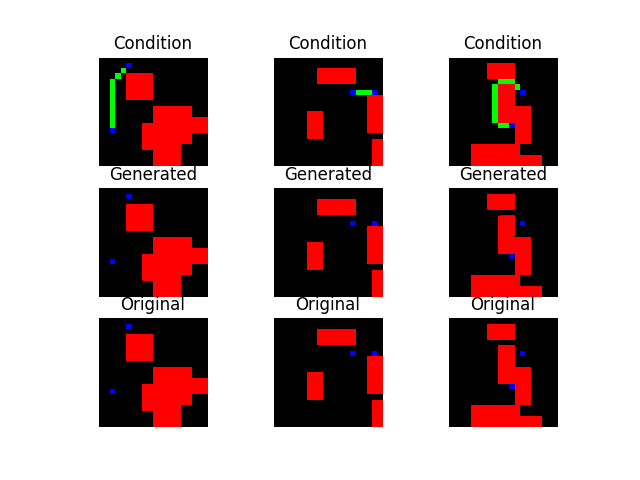 Condition Condition Condition
Generated Generated Generated
Original Original Original